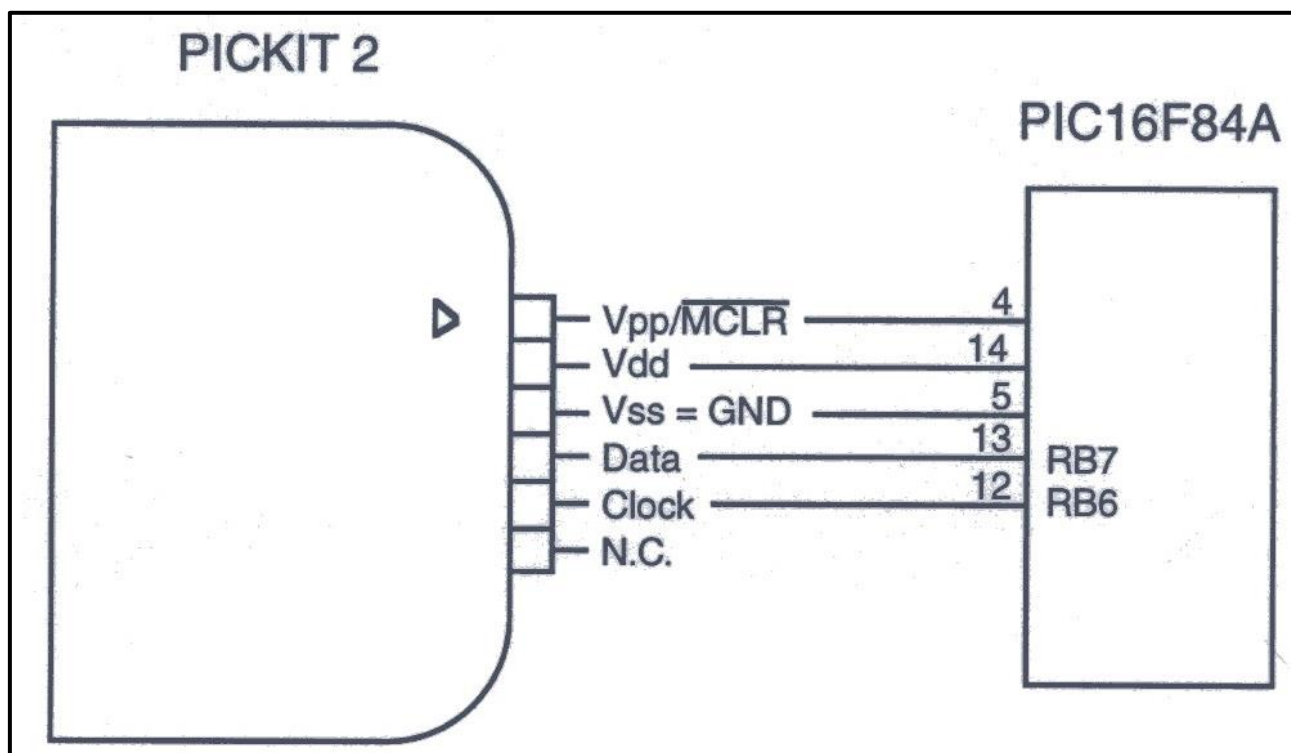 PICKIT 2
PIC16F84A
Vpp/MCLR 4
Vdd 14
Vss = GND 5
Data 13 RB7
Clock 12 RB6
N.C.